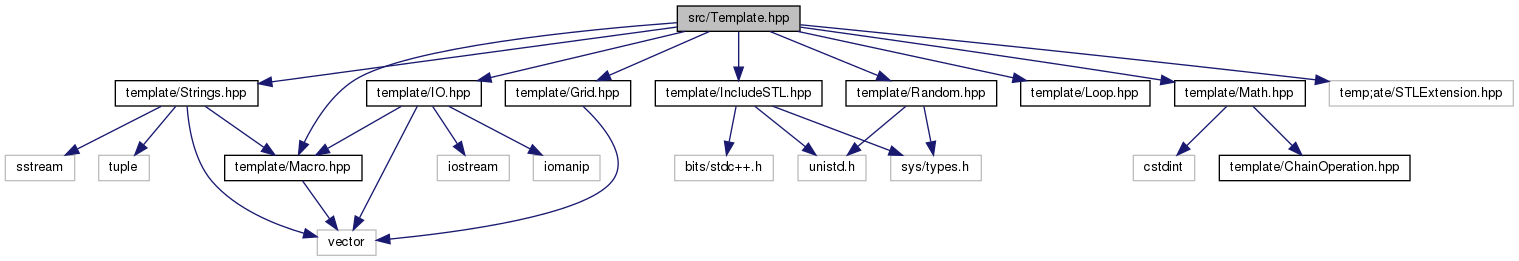 src/Template.hpp
template/Strings.hpp
template/IO.hpp
template/Grid.hpp
template/IncludeSTL.hpp
template/Random.hpp
template/Loop.hpp
template/Math.hpp
temp;ate/STLExtension.hpp
sstream
tuple
template/Macro.hpp
iostream
iomanip
bits/stdc++.h
unistd.h
sys/types.h
cstdint
template/ChainOperation.hpp
vector